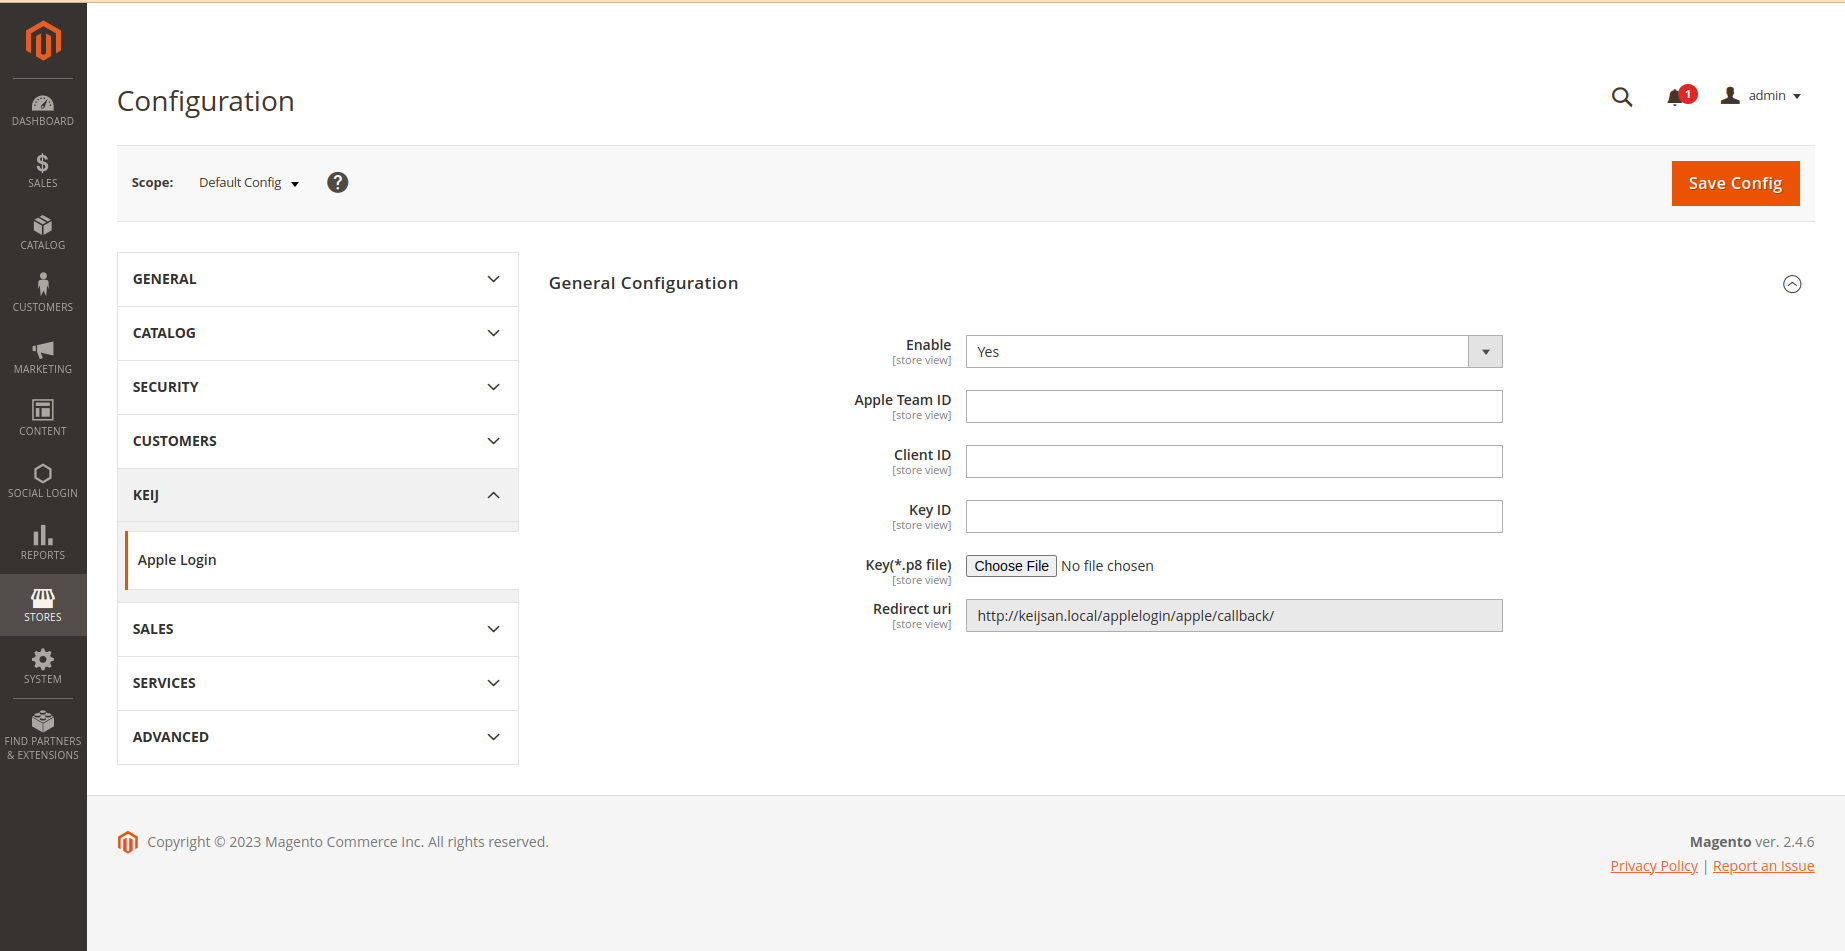 DASHBOARD
SALES
CATALOG
CUSTOMERS
MARKETING
CONTENT
SOCIAL LOGIN
REPORTS
STORES
SYSTEM
FIND PARTNERS
& EXTENSIONS
Configuration
1
admin
Scope: Default Config ?
Save Config
GENERAL
CATALOG
SECURITY
CUSTOMERS
KEIJ
Apple Login
SALES
SERVICES
ADVANCED
General Configuration
Enable
[store view]
Yes
Apple Team ID
[store view]
Client ID
[store view]
Key ID
[store view]
Key(*.p8 file)
[store view]
Choose File No file chosen
Redirect uri
[store view]
http://keijsan.local/applelogin/apple/callback/
Copyright © 2023 Magento Commerce Inc. All rights reserved.
Magento ver. 2.4.6
Privacy Policy | Report an Issue